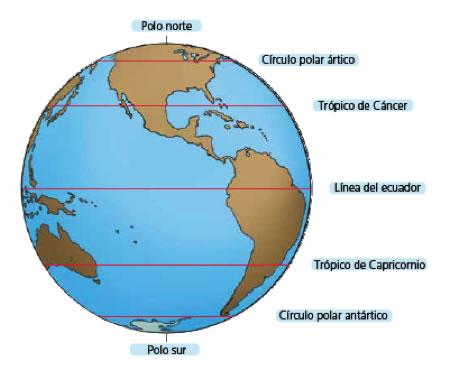 Polo norte
Círculo polar ártico
Trópico de Cáncer
Línea del ecuador
Trópico de Capricornio
Círculo polar antártico
Polo sur